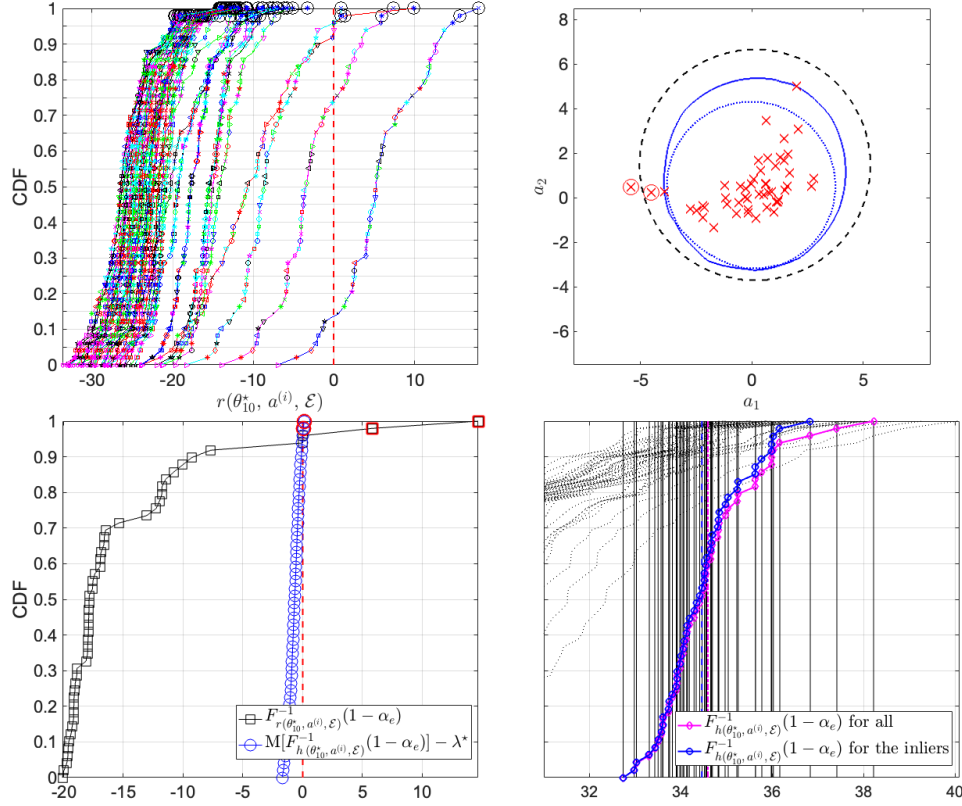 1
0.9
0.8
0.7
0.6
0.5
0.4
0.3
0.2
0.1
0
CDF
-30 -20 -10 0 10
r(θ*₁₀, a⁽ⁱ⁾, ℰ)
8
6
4
2
0
-2
-4
-6
a₂
-5 0 5
a₁
1
0.9
0.8
0.7
0.6
0.5
0.4
0.3
0.2
0.1
0
CDF
-20 -15 -10 -5 0 5 10
F⁻¹_{r(θ*₁₀, a⁽ⁱ⁾, ℰ)}(1 − αₑ)
M[F⁻¹_{h(θ*₁₀, a⁽ⁱ⁾, ℰ)}(1 − αₑ)] − λ*
32 34 36 38 40
F⁻¹_{h(θ*₁₀, a⁽ⁱ⁾, ℰ)}(1 − αₑ) for all
F⁻¹_{h(θ*₁₀, a⁽ⁱ⁾, ℰ)}(1 − αₑ) for the inliers